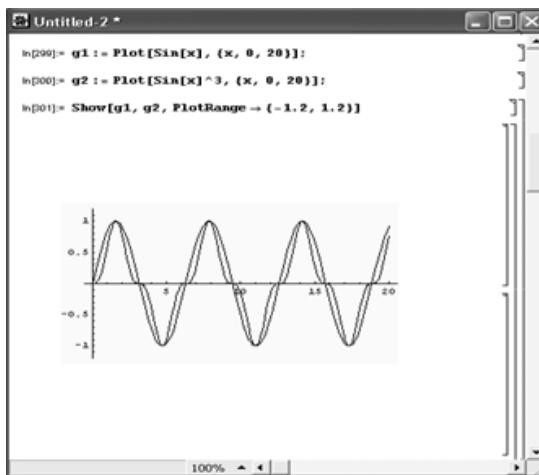 Untitled-2 *
In[299]:= g1 := Plot[Sin[x], {x, 0, 20}];
In[300]:= g2 := Plot[Sin[x]^3, {x, 0, 20}];
In[301]:= Show[g1, g2, PlotRange → {-1.2, 1.2}]
1
0.5
5 10 15 20
-0.5
-1
100%